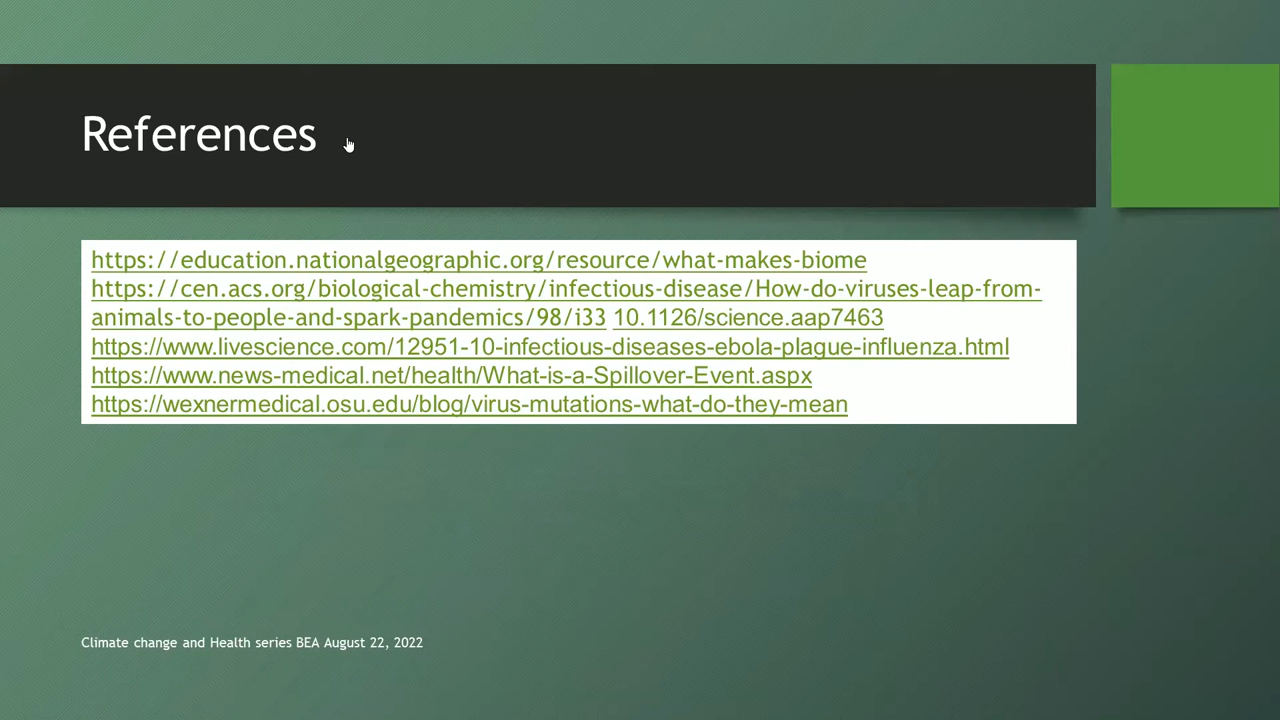 References
https://education.nationalgeographic.org/resource/what-makes-biome
https://cen.acs.org/biological-chemistry/infectious-disease/How-do-viruses-leap-from-
animals-to-people-and-spark-pandemics/98/i33 10.1126/science.aap7463
https://www.livescience.com/12951-10-infectious-diseases-ebola-plague-influenza.html
https://www.news-medical.net/health/What-is-a-Spillover-Event.aspx
https://wexnermedical.osu.edu/blog/virus-mutations-what-do-they-mean
Climate change and Health series BEA August 22, 2022